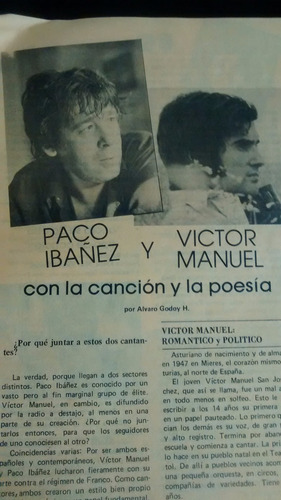 PACO
IBAÑEZ
Y
VICTOR
MANUEL
con la canción y la poesía
por Alvaro Godoy H.
¿Por qué juntar a estos dos cantan-
tes?
La verdad, porque llegan a dos sectores
distintos. Paco Ibáñez es conocido por un
vasto pero al fin marginal grupo de élite.
Víctor Manuel, en cambio, es difundido
por la radio a destajo, al menos en una
parte de su creación. ¿Por qué no jun-
tarlos entonces, para que los seguidores
de uno conociesen al otro?
Coincidencias varias: Por ser ambos es-
pañoles y contemporáneos, Víctor Manuel
y Paco Ibáñez lucharon fieramente con su
arte contra el régimen de Franco. Como can-
tores, ambos crearon un estilo bien propio
VICTOR MANUEL:
ROMANTICO y POLITICO
Asturiano de nacimiento y de alma
en 1947 en Mieres, el corazón mismo
turias, al norte de España.
El joven Víctor Manuel San Jo
chez, que así se llama, fue un mal a
en todo menos en solfeo. Esto le
escribir a los 14 años su primera
en un papel pauteado. Lo primero q
cian los demás es su voz, de gran
y alto registro. Termina por aban
escuela y comienza a cantar. La p
lo hace en su pueblo natal en el Tea
tol. De allí a pueblos vecinos acom
una pequeña orquesta, en circos,
compañías de variedades. Tiene
años.